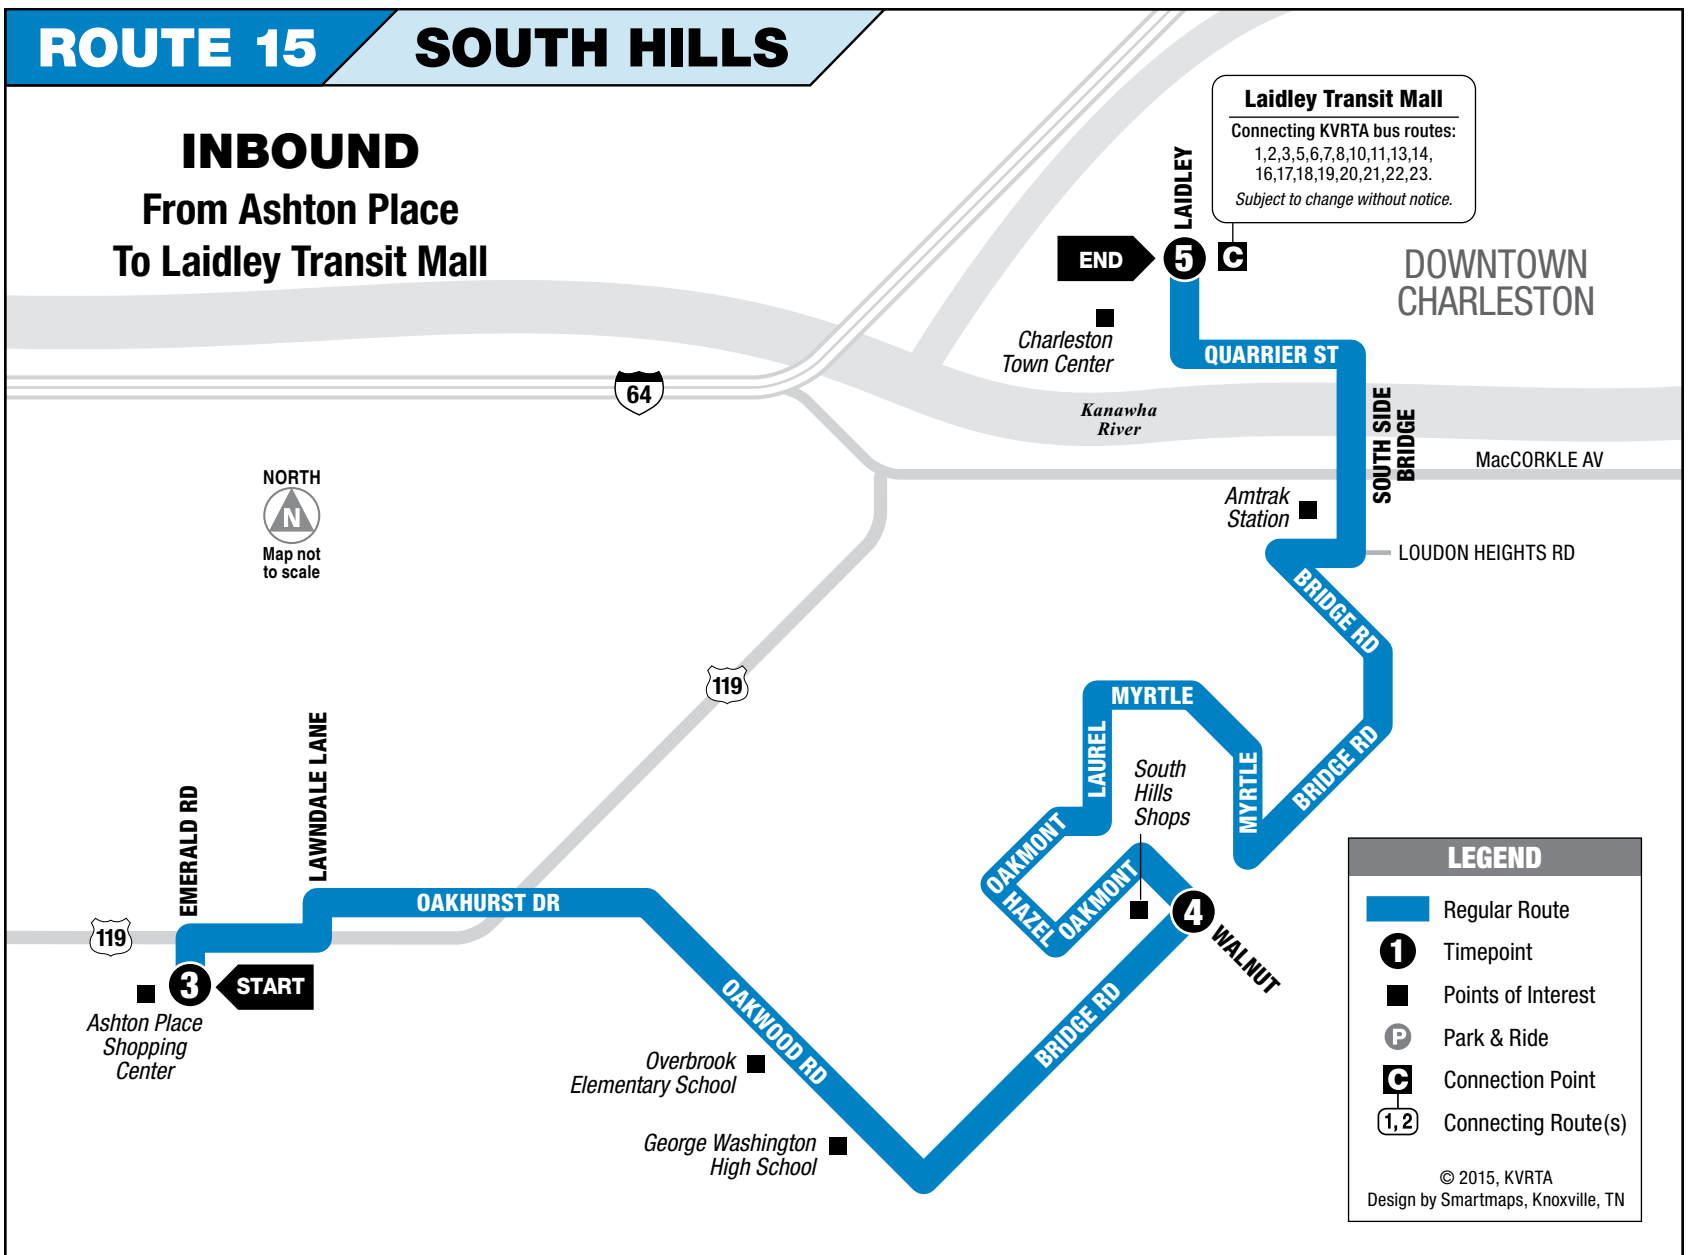 ROUTE 15
SOUTH HILLS
INBOUND
From Ashton Place
To Laidley Transit Mall
Laidley Transit Mall
Connecting KVRTA bus routes:
1,2,3,5,6,7,8,10,11,13,14,
16,17,18,19,20,21,22,23.
Subject to change without notice.
LAIDLEY
END
5
C
DOWNTOWN
CHARLESTON
Charleston
Town Center
QUARRIER ST
64
Kanawha
River
SOUTH SIDE
BRIDGE
MacCORKLE AV
NORTH
N
Map not
to scale
Amtrak
Station
LOUDON HEIGHTS RD
BRIDGE RD
119
MYRTLE
LAUREL
MYRTLE
BRIDGE RD
South
Hills
Shops
OAKMONT
HAZEL
OAKMONT
4
WALNUT
EMERALD RD
LAWNDALE LANE
OAKHURST DR
119
3
START
Ashton Place
Shopping
Center
OAKWOOD RD
BRIDGE RD
Overbrook
Elementary School
George Washington
High School
LEGEND
Regular Route
1
Timepoint
Points of Interest
P
Park & Ride
C
Connection Point
1, 2
Connecting Route(s)
© 2015, KVRTA
Design by Smartmaps, Knoxville, TN